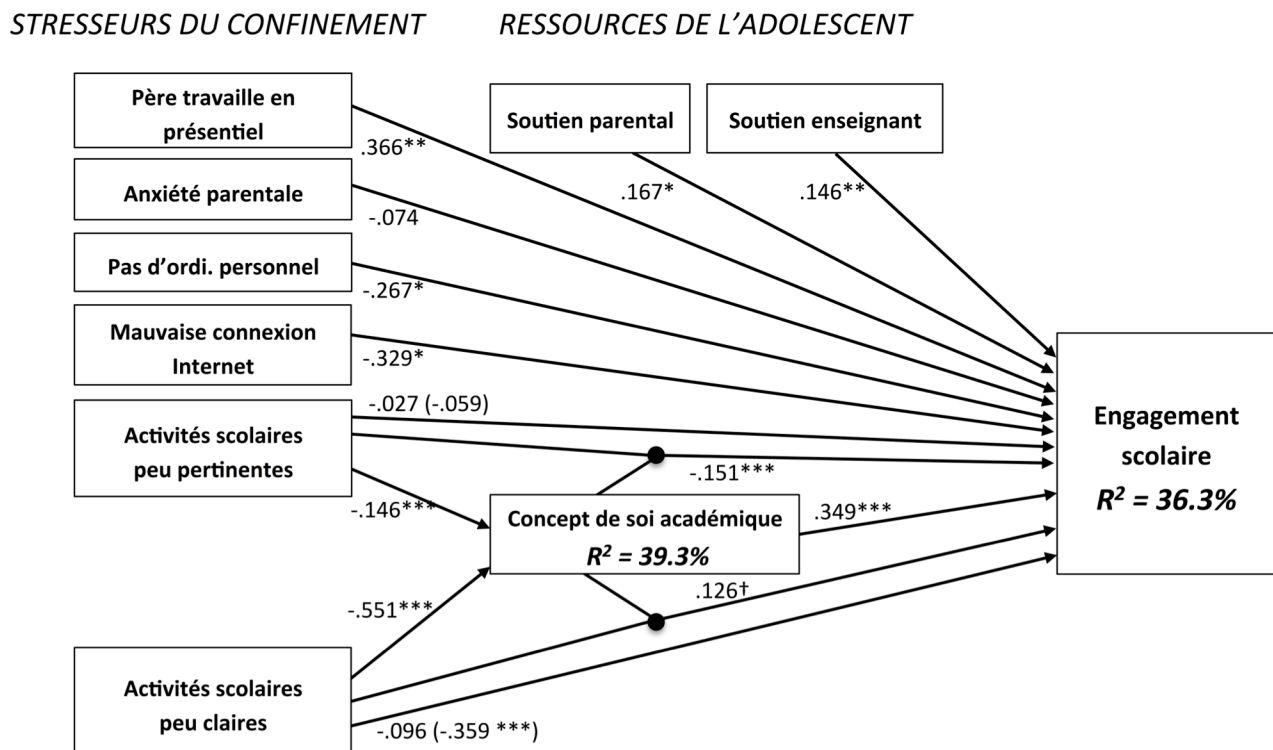 STRESSEURS DU CONFINEMENT
RESSOURCES DE L'ADOLESCENT
Père travaille en
présentiel
.366**
Soutien parental
.167*
Soutien enseignant
.146**
Anxiété parentale
-.074
Pas d'ordi. personnel
-.267*
Mauvaise connexion
Internet
-.329*
Activités scolaires
peu pertinentes
-.027 (-.059)
-.151***
-.146***
Concept de soi académique
R² = 39.3%
.349***
Engagement
scolaire
R² = 36.3%
-.551***
.126†
Activités scolaires
peu claires
-.096 (-.359 ***)